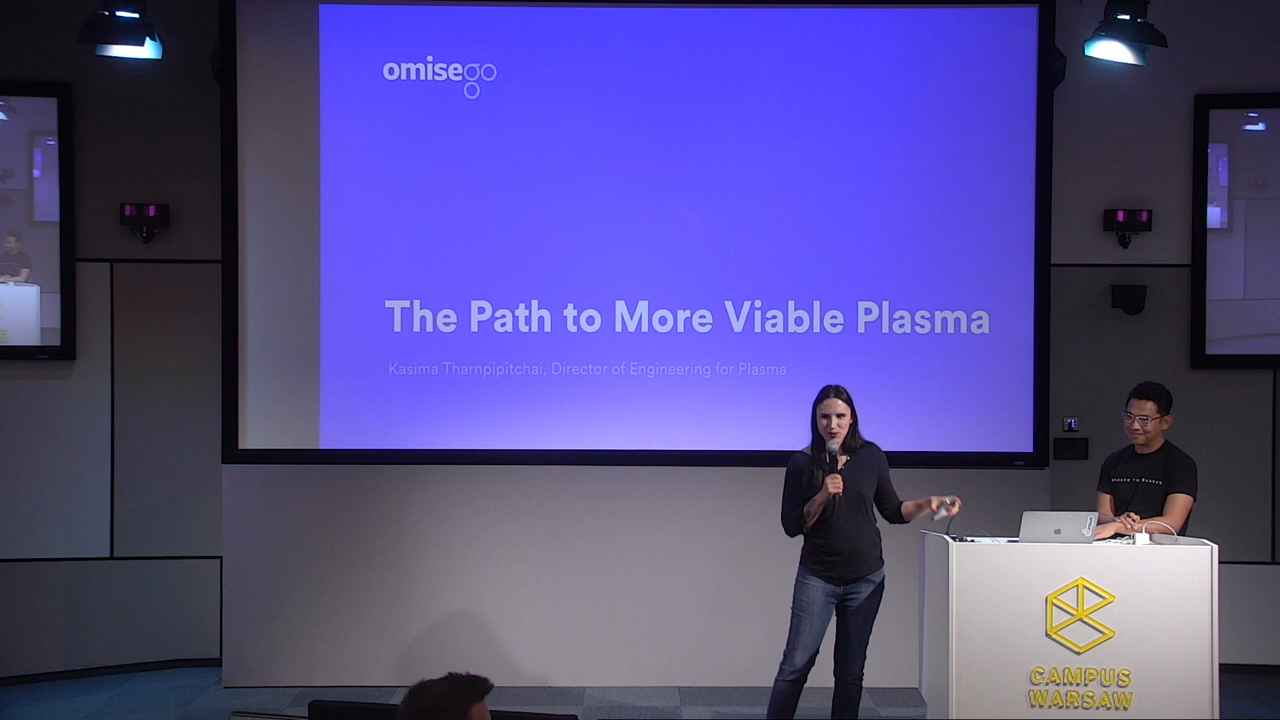 omisego
The Path to More Viable Plasma
Kasima Tharnpipitchai, Director of Engineering for Plasma
CAMPUS
WARSAW